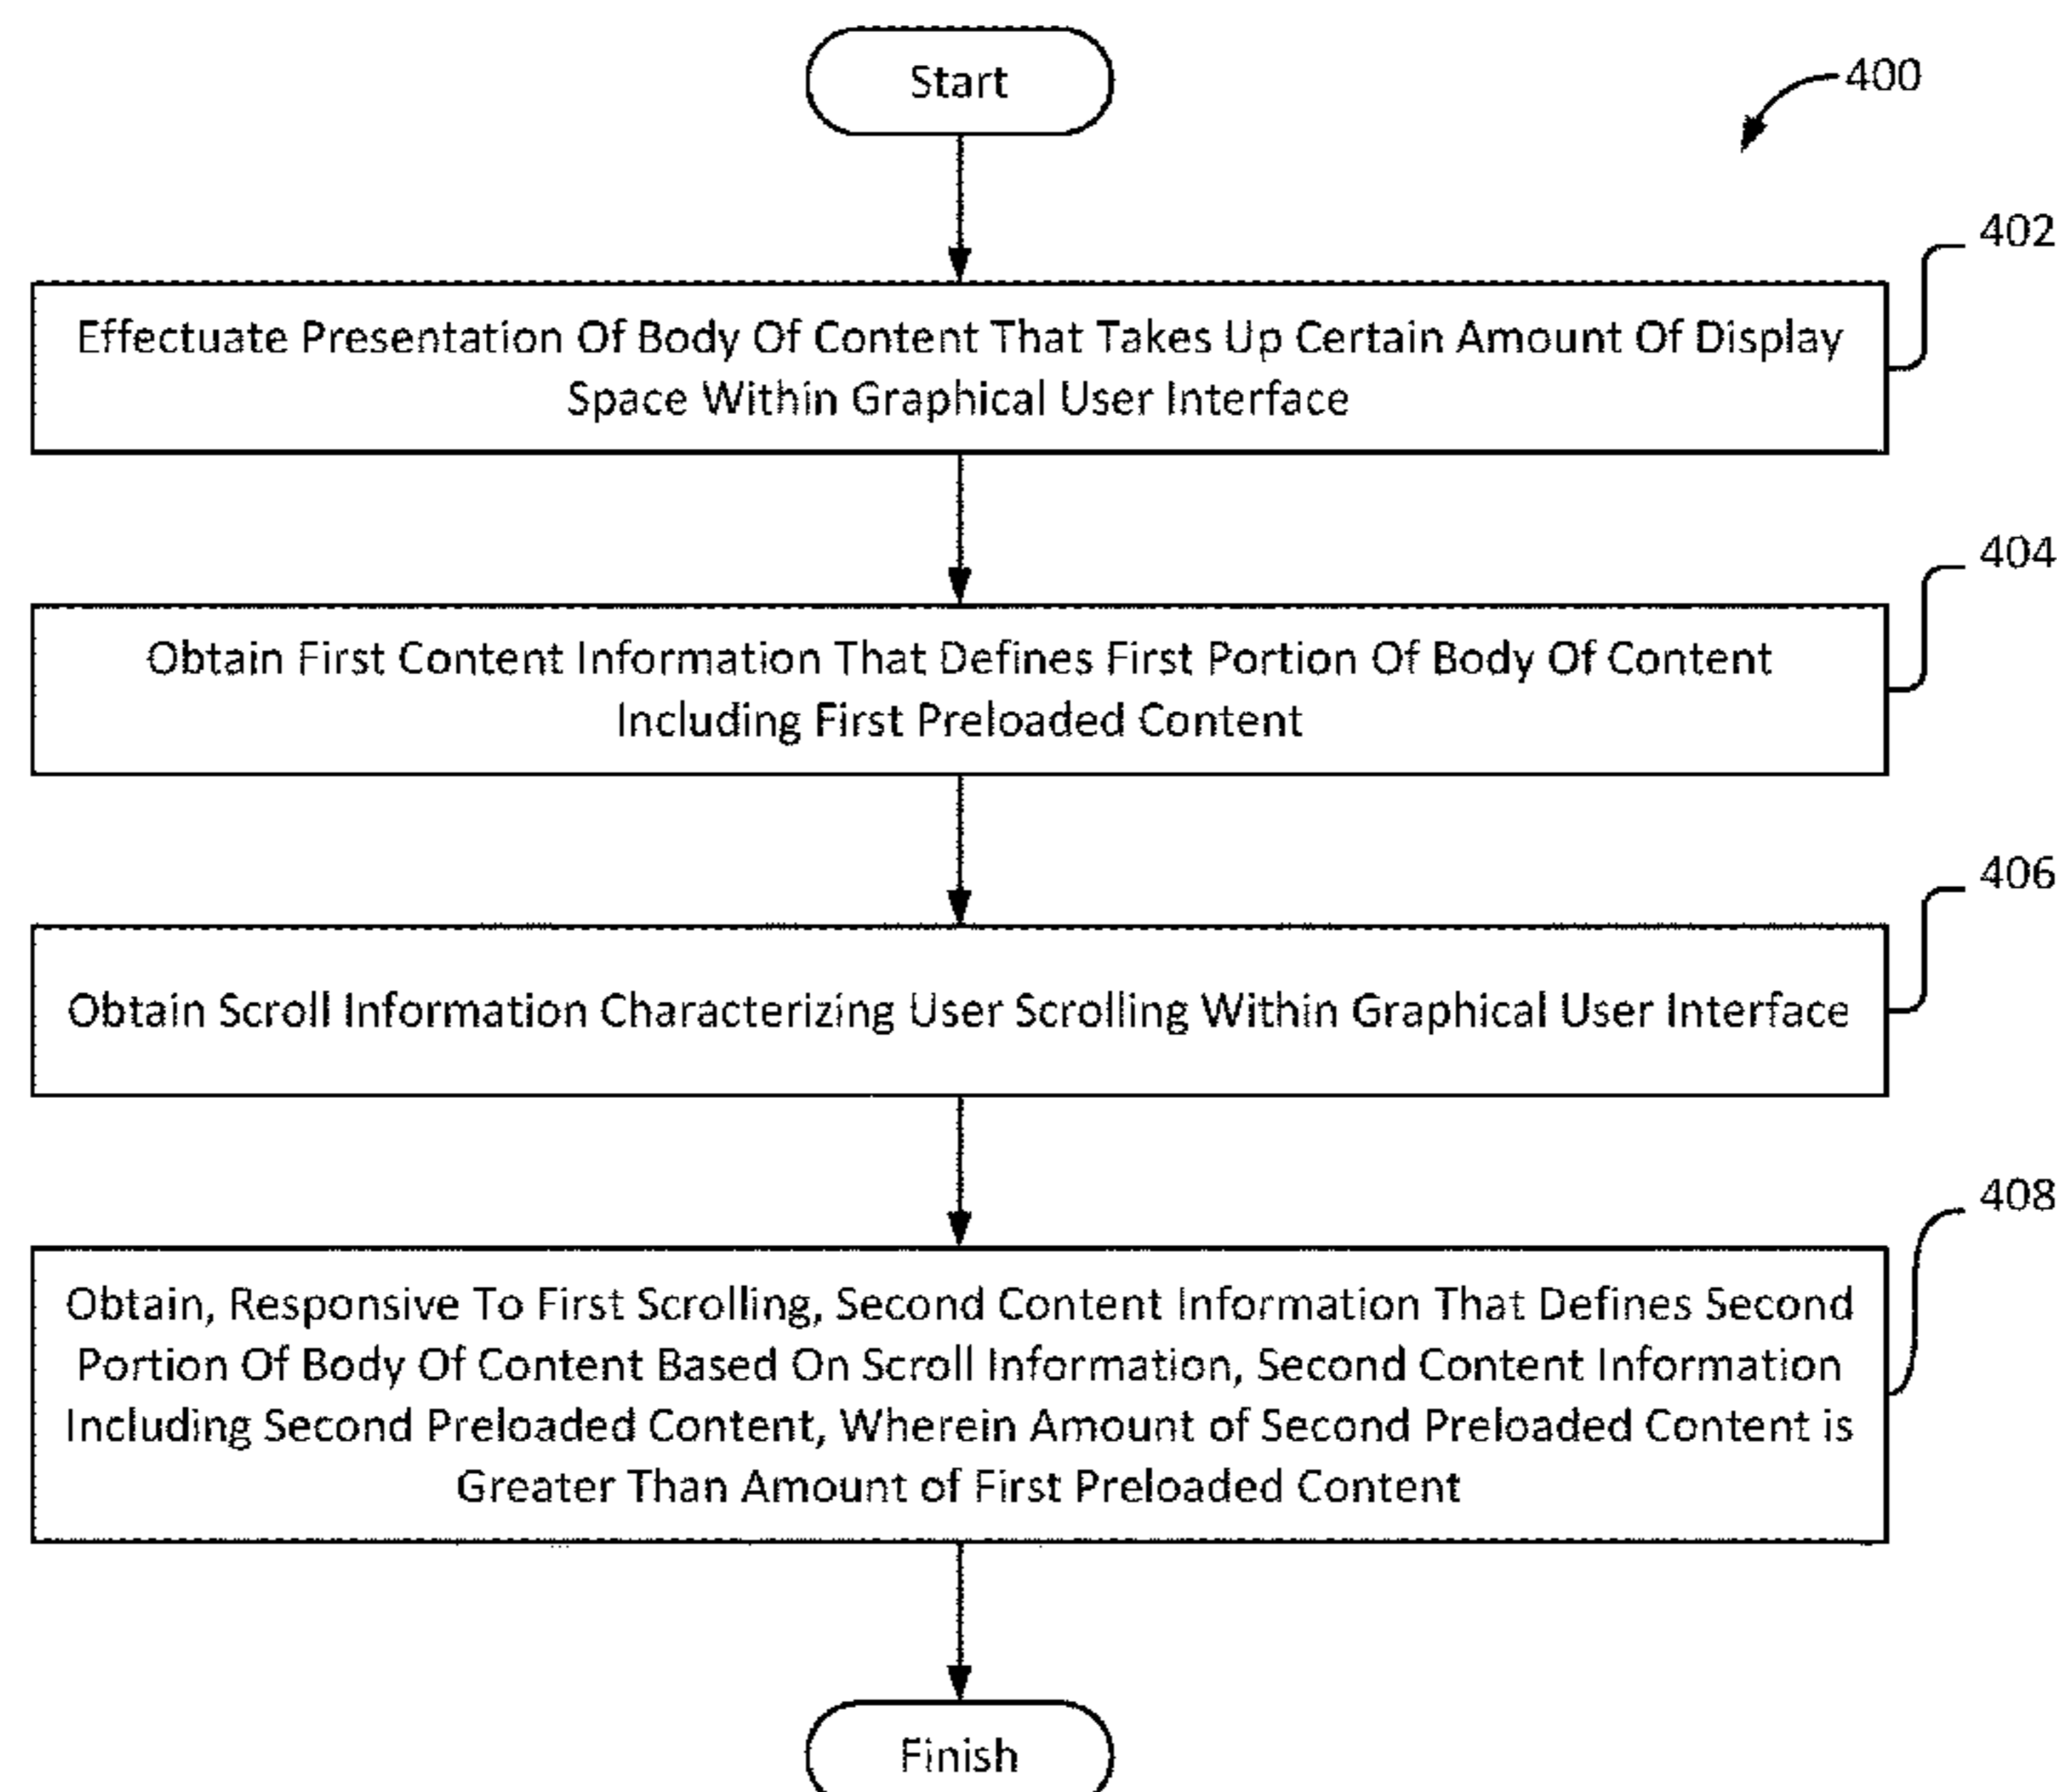 Start
400
402
Effectuate Presentation Of Body Of Content That Takes Up Certain Amount Of Display
Space Within Graphical User Interface
404
Obtain First Content Information That Defines First Portion Of Body Of Content
Including First Preloaded Content
406
Obtain Scroll Information Characterizing User Scrolling Within Graphical User Interface
408
Obtain, Responsive To First Scrolling, Second Content Information That Defines Second
Portion Of Body Of Content Based On Scroll Information, Second Content Information
Including Second Preloaded Content, Wherein Amount of Second Preloaded Content is
Greater Than Amount of First Preloaded Content
Finish